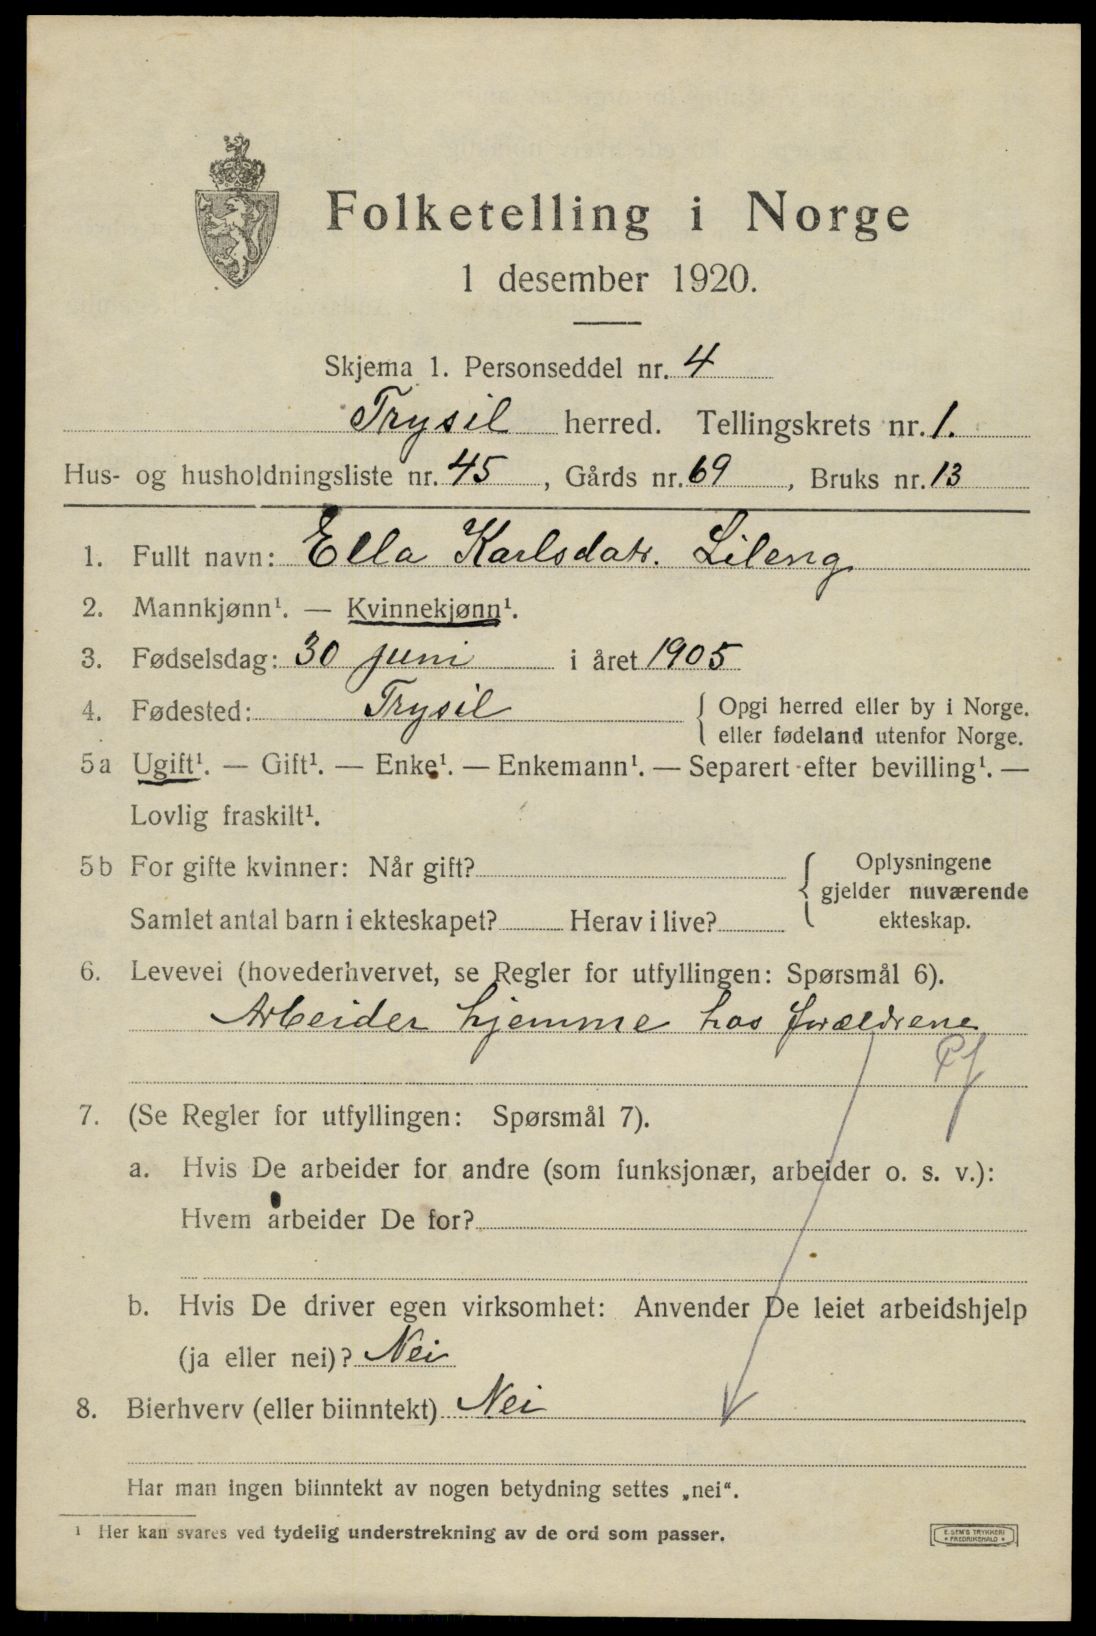 Folketelling i Norge
1 desember 1920.
Skjema 1. Personseddel nr. 4
Trysil herred. Tellingskrets nr. 1.
Hus- og husholdningsliste nr. 45, Gårds nr. 69, Bruks nr. 13
1. Fullt navn: Ella Karlsdatr. Lileng
2. Mannkjønn¹. — Kvinnekjønn¹.
3. Fødselsdag: 30 juni i året 1905
4. Fødested: Trysil { Opgi herred eller by i Norge.
eller fødeland utenfor Norge.
5a Ugift¹. — Gift¹. — Enke¹. — Enkemann¹. — Separert efter bevilling¹. —
Lovlig fraskilt¹.
5b For gifte kvinner: Når gift? { Oplysningene
gjelder nuværende
Samlet antal barn i ekteskapet? Herav i live? ekteskap.
6. Levevei (hovederhvervet, se Regler for utfyllingen: Spørsmål 6).
Arbeider hjemme hos forældrene
7. (Se Regler for utfyllingen: Spørsmål 7).
a. Hvis De arbeider for andre (som funksjonær, arbeider o. s. v.):
Hvem arbeider De for?
b. Hvis De driver egen virksomhet: Anvender De leiet arbeidshjelp
(ja eller nei)? Nei
8. Bierhverv (eller biinntekt) Nei
Har man ingen biinntekt av nogen betydning settes „nei“.
¹ Her kan svares ved tydelig understrekning av de ord som passer.
E. SEM'S TRYKKERI
FREDRIKSHALD